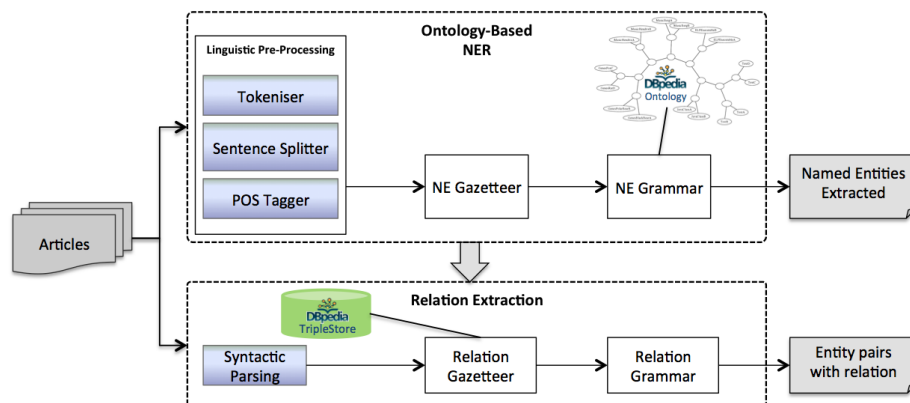 Linguistic Pre-Processing
Tokeniser
Sentence Splitter
POS Tagger
Ontology-Based
NER
DBpedia
Ontology
NE Gazetteer
NE Grammar
Named Entities
Extracted
Articles
Relation Extraction
DBpedia
TripleStore
Syntactic
Parsing
Relation
Gazetteer
Relation
Grammar
Entity pairs
with relation